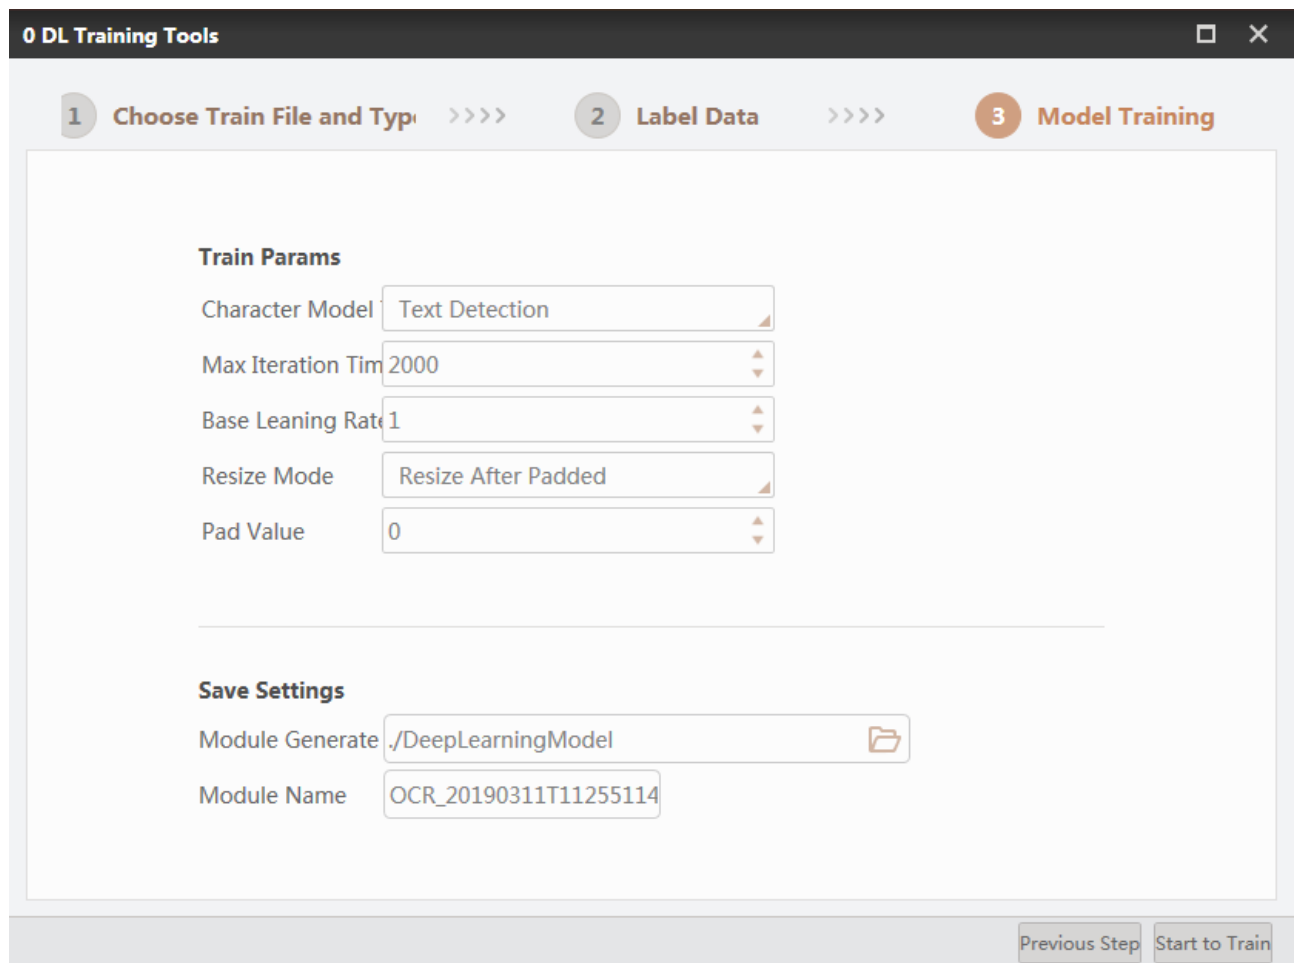 0 DL Training Tools
1 Choose Train File and Typ >>>> 2 Label Data >>>> 3 Model Training
Train Params
Character Model Text Detection
Max Iteration Tim 2000
Base Leaning Rate 1
Resize Mode Resize After Padded
Pad Value 0
Save Settings
Module Generate ./DeepLearningModel
Module Name OCR_20190311T11255114
Previous Step Start to Train